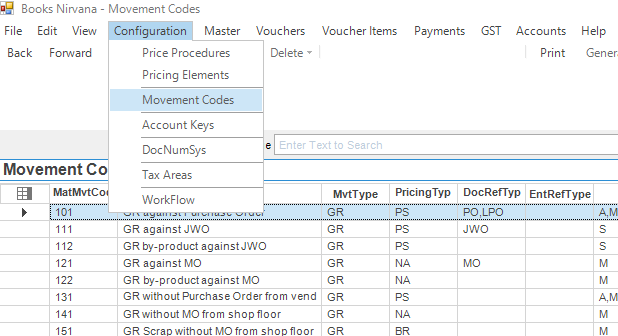 Books Nirvana - Movement Codes
File Edit View Configuration Master Vouchers Voucher Items Payments GST Accounts Help
Back Forward Delete Print
Price Procedures
Pricing Elements
Movement Codes
Account Keys
DocNumSys
Tax Areas
WorkFlow
Enter Text to Search
Movement
MatMvtCod MvtType PricingTyp DocRefTyp EntRefType
101 GR against Purchase Order GR PS PO,LPO A,M
111 GR against JWO GR PS JWO S
112 GR by-product against JWO GR PS S
121 GR against MO GR NA MO M
122 GR by-product against MO GR NA M
131 GR without Purchase Order from vend GR PS A,M
141 GR without MO from shop floor GR NA M
151 GR Scrap without MO from shop floor GR BR M